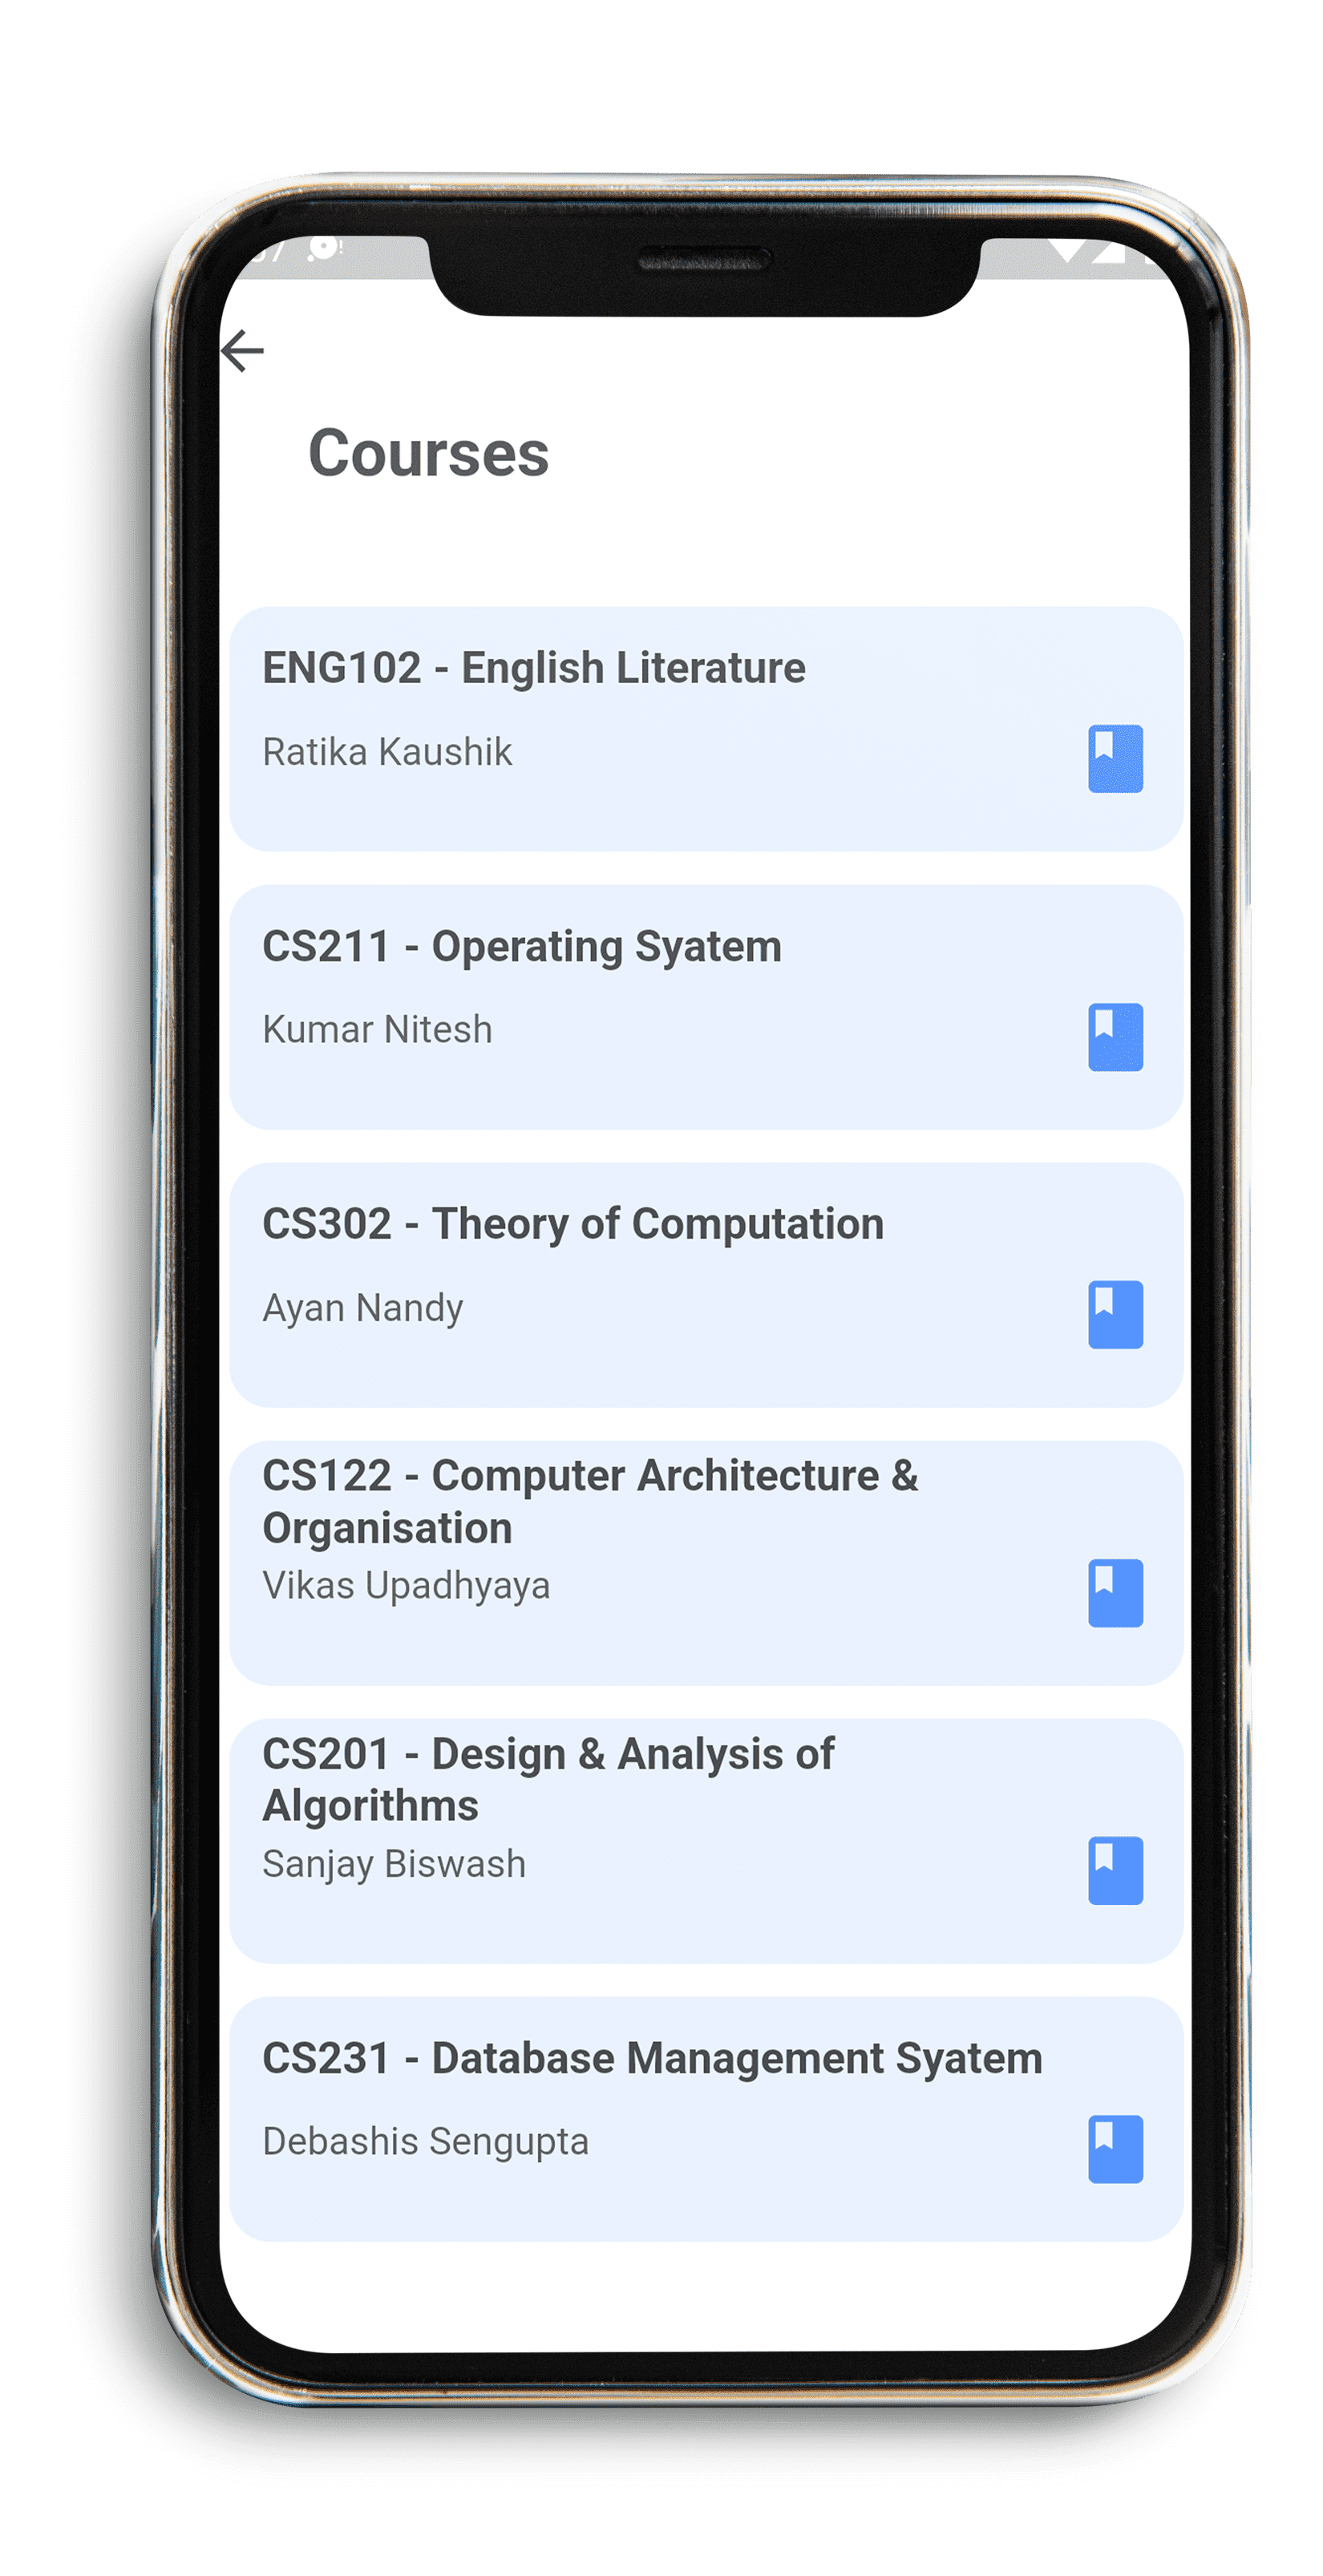 Courses
ENG102 - English Literature
Ratika Kaushik
CS211 - Operating Syatem
Kumar Nitesh
CS302 - Theory of Computation
Ayan Nandy
CS122 - Computer Architecture &
Organisation
Vikas Upadhyaya
CS201 - Design & Analysis of
Algorithms
Sanjay Biswash
CS231 - Database Management Syatem
Debashis Sengupta